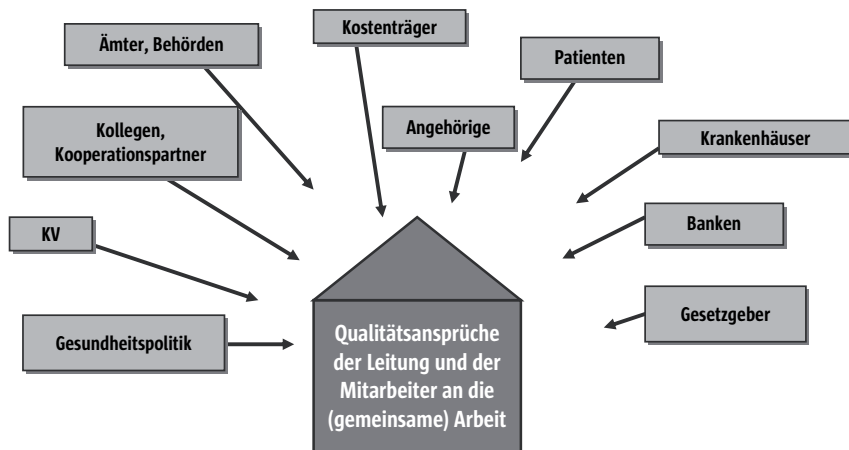 Kostenträger
Ämter, Behörden
Patienten
Angehörige
Kollegen,
Kooperationspartner
Krankenhäuser
KV
Banken
Gesetzgeber
Gesundheitspolitik
Qualitätsansprüche
der Leitung und der
Mitarbeiter an die
(gemeinsame) Arbeit